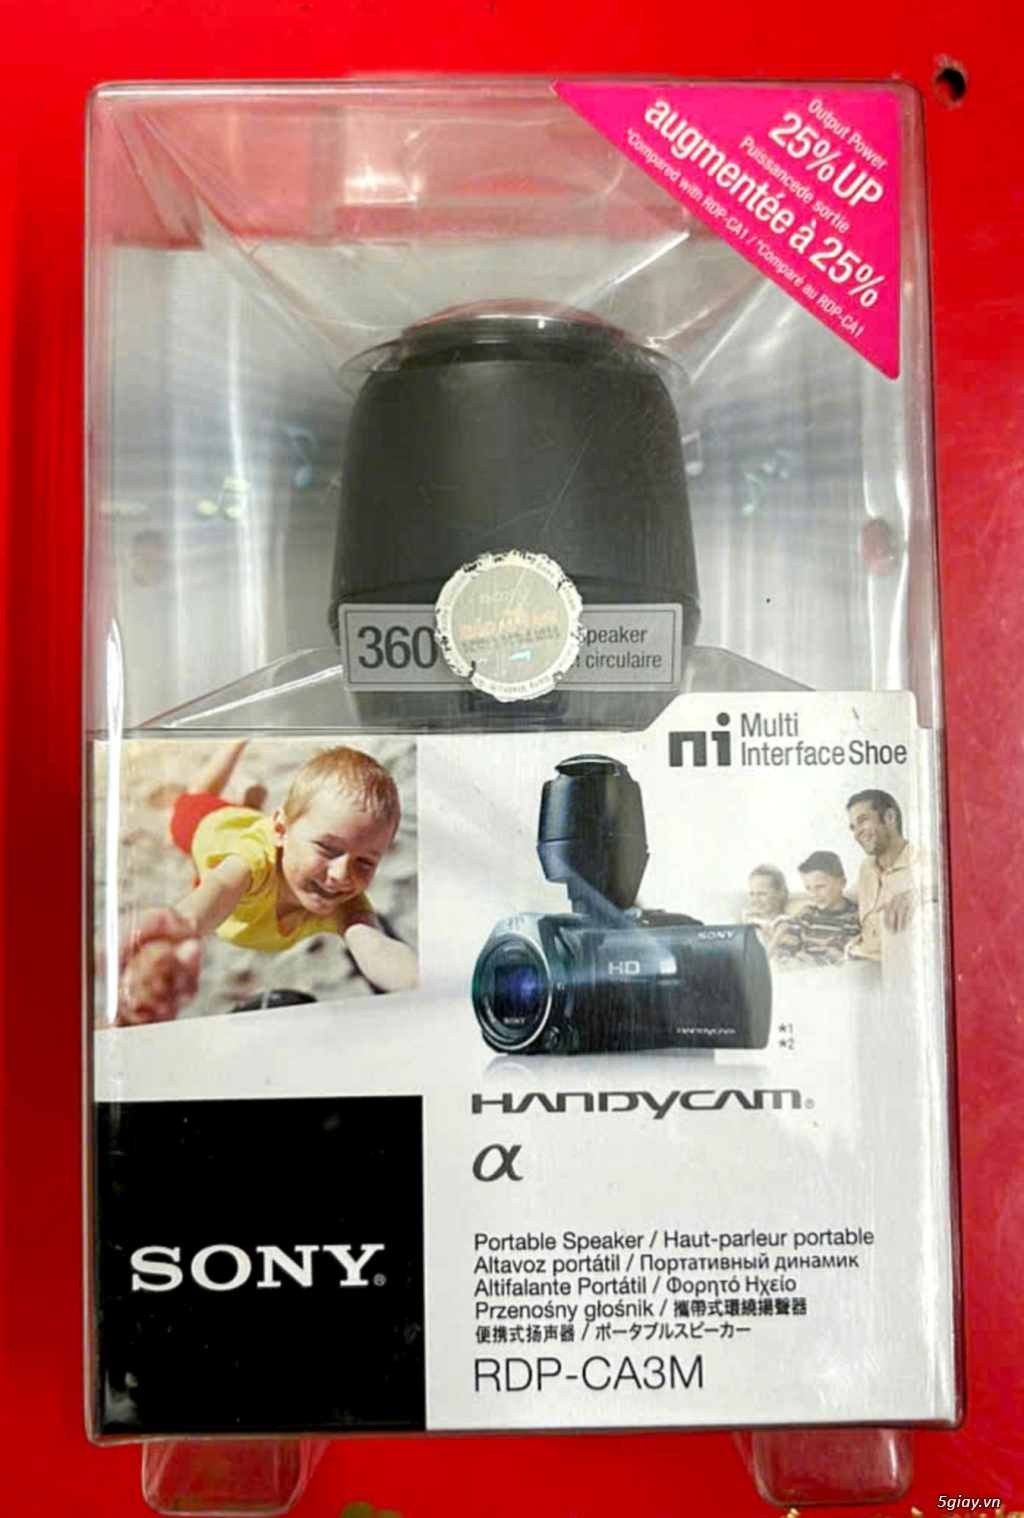 Output Power
25% UP
Puissancede sortie
augmentée à 25%
*Compared with RDP-CA1 / *Comparé au RDP-CA1
360
speaker
circulaire
Multi
Interface Shoe
SONY
HD
SONY
HANDYCAM
*1
*2
HANDYCAM®
α
SONY®
Portable Speaker / Haut-parleur portable
Altavoz portátil / Портативный динамик
Altifalante Portátil / Φορητό Ηχείο
Przenośny głośnik / 攜帶式環繞揚聲器
便携式扬声器 / ポータブルスピーカー
RDP-CA3M
5giay.vn